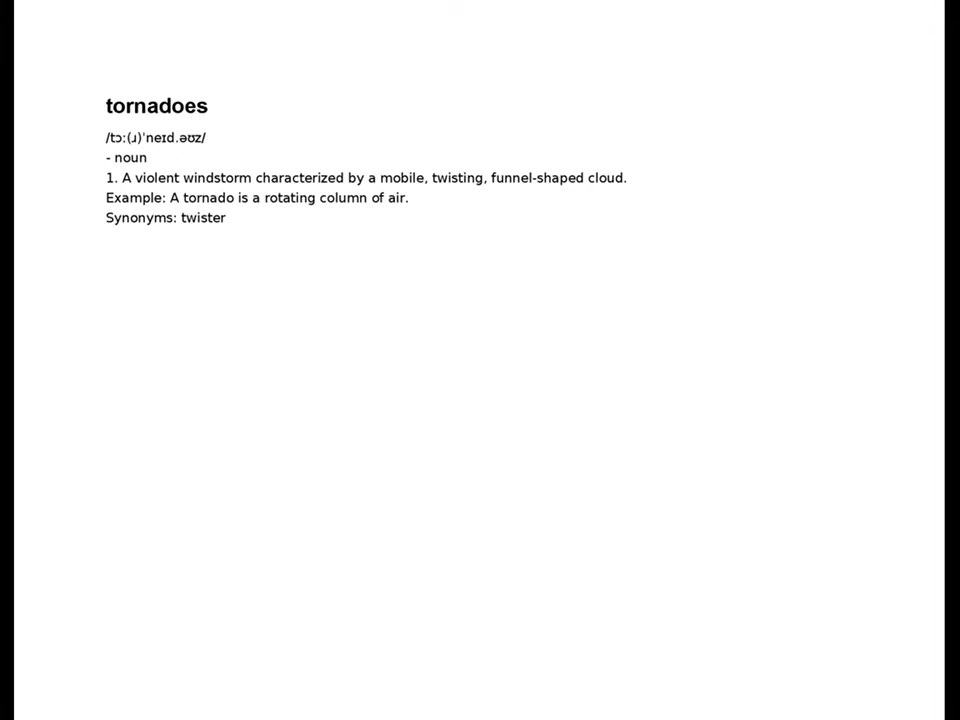 tornadoes
/tɔː(ɹ)ˈneɪd.əʊz/
- noun
1. A violent windstorm characterized by a mobile, twisting, funnel-shaped cloud.
Example: A tornado is a rotating column of air.
Synonyms: twister